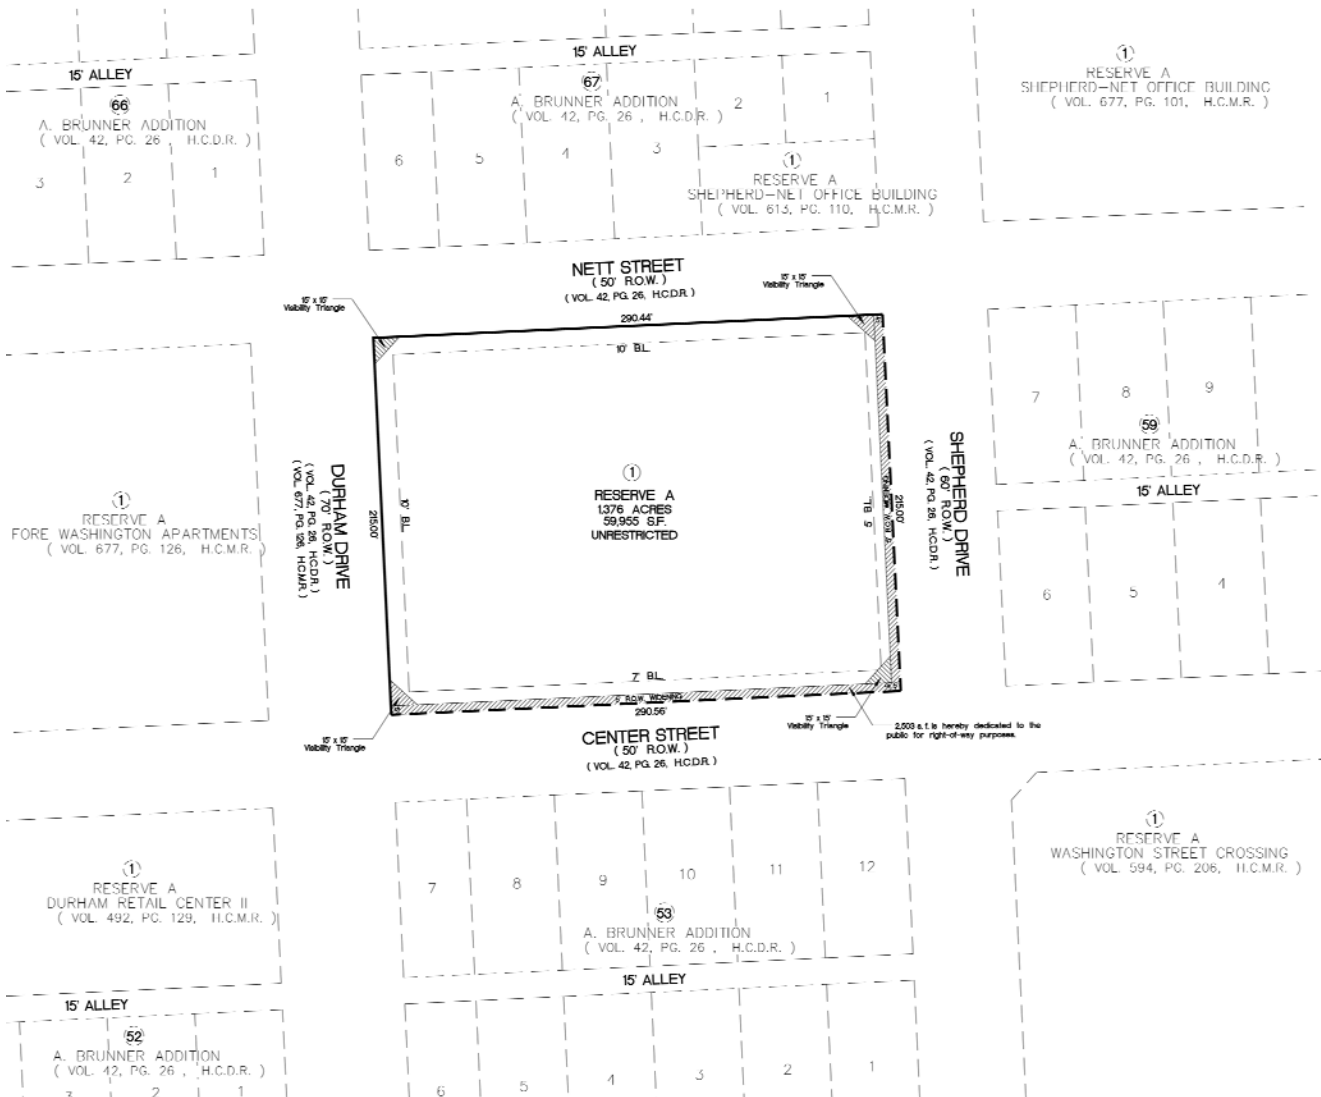 15' ALLEY
66
A. BRUNNER ADDITION
( VOL. 42, PG. 26 , H.C.D.R. )
3
2
1
15' ALLEY
67
A. BRUNNER ADDITION
( VOL. 42, PG. 26 , H.C.D.R. )
6
5
4
3
2
1
1
RESERVE A
SHEPHERD-NET OFFICE BUILDING
( VOL. 613, PG. 110, H.C.M.R. )
1
RESERVE A
SHEPHERD-NET OFFICE BUILDING
( VOL. 677, PG. 101, H.C.M.R. )
NETT STREET
( 50' R.O.W. )
( VOL. 42, PG. 26, H.C.D.R. )
290.44'
15' x 15'
Visibility Triangle
15' x 15'
Visibility Triangle
10' B.L.
1
RESERVE A
FORE WASHINGTON APARTMENTS
( VOL. 677, PG. 126, H.C.M.R. )
DURHAM DRIVE
( 70' R.O.W. )
( VOL. 42, PG. 26, H.C.D.R. )
( VOL. 677, PG. 126, H.C.M.R. )
215.00'
10' B.L.
1
RESERVE A
1.376 ACRES
59,955 S.F.
UNRESTRICTED
5' B.L.
5' R.O.W. WIDENING
215.00'
SHEPHERD DRIVE
( 60' R.O.W. )
( VOL. 42, PG. 26, H.C.D.R. )
7
8
9
59
A. BRUNNER ADDITION
( VOL. 42, PG. 26 , H.C.D.R. )
15' ALLEY
6
5
4
7' B.L.
5' R.O.W. WIDENING
290.56'
15' x 15'
Visibility Triangle
15' x 15'
Visibility Triangle
2,503 s.f. is hereby dedicated to the
public for right-of-way purposes.
CENTER STREET
( 50' R.O.W. )
( VOL. 42, PG. 26, H.C.D.R. )
1
RESERVE A
DURHAM RETAIL CENTER II
( VOL. 492, PG. 129, H.C.M.R. )
7
8
9
10
11
12
53
A. BRUNNER ADDITION
( VOL. 42, PG. 26 , H.C.D.R. )
1
RESERVE A
WASHINGTON STREET CROSSING
( VOL. 594, PG. 206, H.C.M.R. )
15' ALLEY
52
A. BRUNNER ADDITION
( VOL. 42, PG. 26 , H.C.D.R. )
3
2
1
15' ALLEY
6
5
4
3
2
1